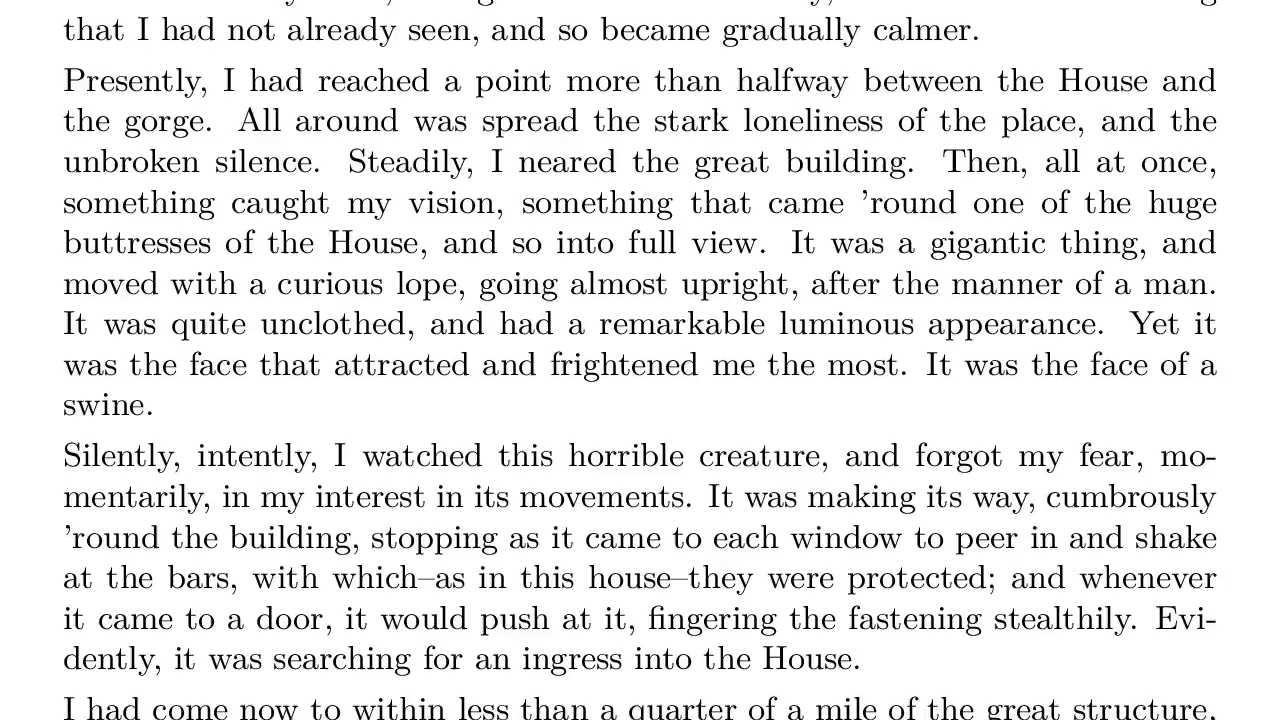 that I had not already seen, and so became gradually calmer.
Presently, I had reached a point more than halfway between the House and
the gorge. All around was spread the stark loneliness of the place, and the
unbroken silence. Steadily, I neared the great building. Then, all at once,
something caught my vision, something that came ’round one of the huge
buttresses of the House, and so into full view. It was a gigantic thing, and
moved with a curious lope, going almost upright, after the manner of a man.
It was quite unclothed, and had a remarkable luminous appearance. Yet it
was the face that attracted and frightened me the most. It was the face of a
swine.
Silently, intently, I watched this horrible creature, and forgot my fear, mo-
mentarily, in my interest in its movements. It was making its way, cumbrously
’round the building, stopping as it came to each window to peer in and shake
at the bars, with which–as in this house–they were protected; and whenever
it came to a door, it would push at it, fingering the fastening stealthily. Evi-
dently, it was searching for an ingress into the House.
I had come now to within less than a quarter of a mile of the great structure,